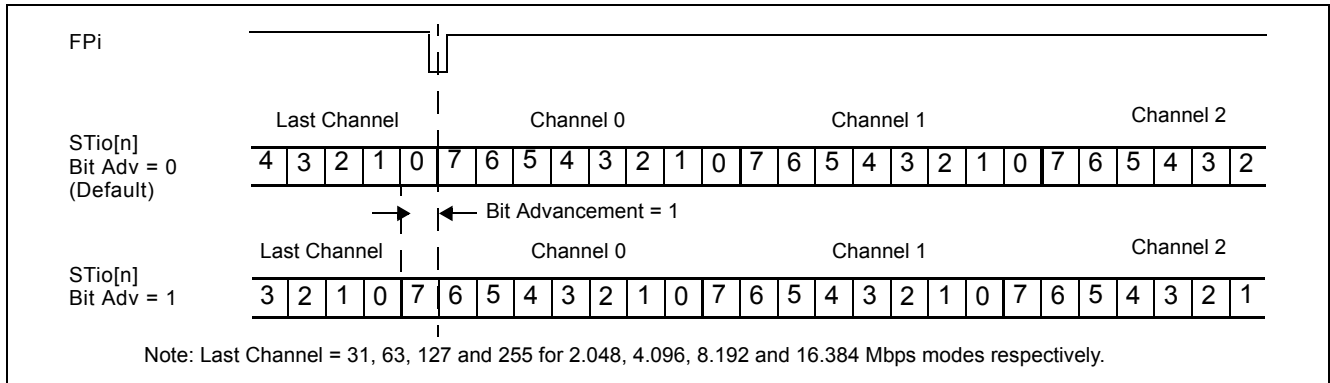 FPi
Last Channel Channel 0 Channel 1 Channel 2
STio[n]
Bit Adv = 0
(Default)
4 3 2 1 0 7 6 5 4 3 2 1 0 7 6 5 4 3 2 1 0 7 6 5 4 3 2
Bit Advancement = 1
Last Channel Channel 0 Channel 1 Channel 2
STio[n]
Bit Adv = 1
3 2 1 0 7 6 5 4 3 2 1 0 7 6 5 4 3 2 1 0 7 6 5 4 3 2 1
Note: Last Channel = 31, 63, 127 and 255 for 2.048, 4.096, 8.192 and 16.384 Mbps modes respectively.